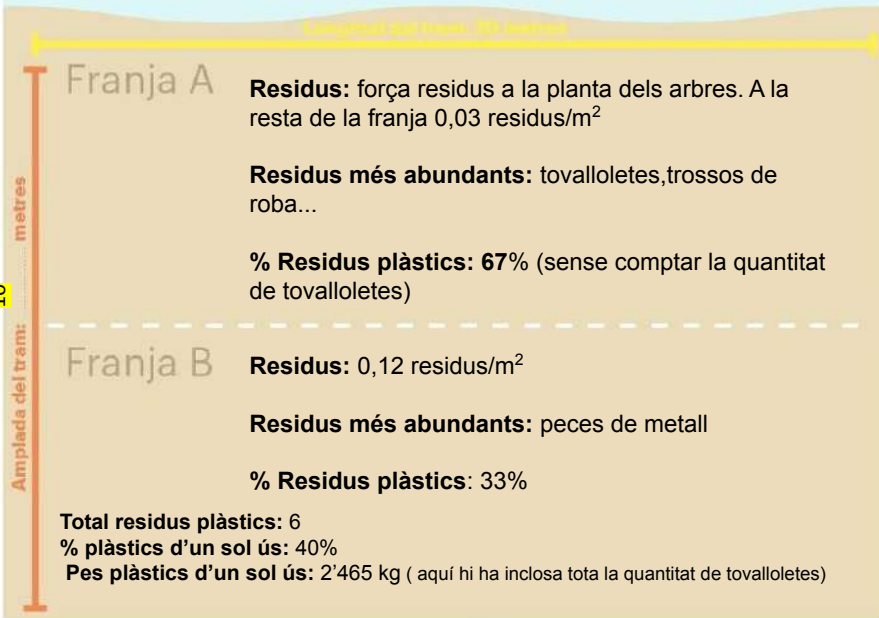 Longitud del tram: 20 metres
Franja A
Residus: força residus a la planta dels arbres. A la
resta de la franja 0,03 residus/m²
Residus més abundants: tovalloletes,trossos de
roba...
% Residus plàstics: 67% (sense comptar la quantitat
de tovalloletes)
Amplada del tram: 10 metres
Franja B
Residus: 0,12 residus/m²
Residus més abundants: peces de metall
% Residus plàstics: 33%
Total residus plàstics: 6
% plàstics d’un sol ús: 40%
Pes plàstics d’un sol ús: 2’465 kg ( aquí hi ha inclosa tota la quantitat de tovalloletes)